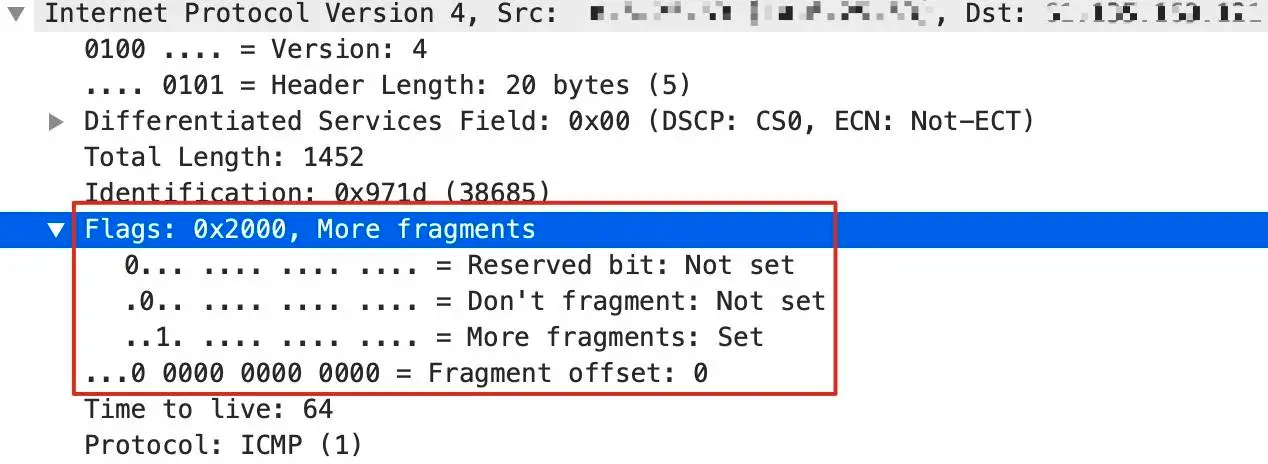 Internet Protocol Version 4, Src: , Dst:
0100 .... = Version: 4
.... 0101 = Header Length: 20 bytes (5)
Differentiated Services Field: 0x00 (DSCP: CS0, ECN: Not-ECT)
Total Length: 1452
Identification: 0x971d (38685)
Flags: 0x2000, More fragments
0... .... .... .... = Reserved bit: Not set
.0.. .... .... .... = Don't fragment: Not set
..1. .... .... .... = More fragments: Set
...0 0000 0000 0000 = Fragment offset: 0
Time to live: 64
Protocol: ICMP (1)